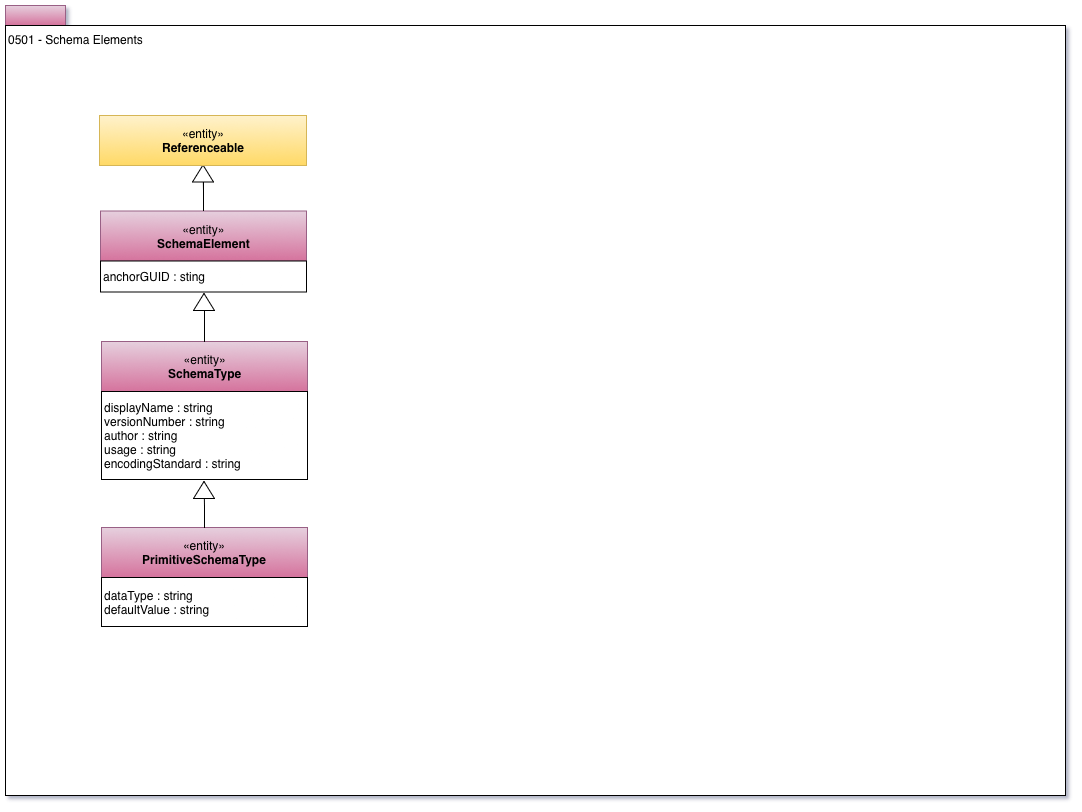 0501 - Schema Elements
«entity»
Referenceable
«entity»
SchemaElement
anchorGUID : sting
«entity»
SchemaType
displayName : string
versionNumber : string
author : string
usage : string
encodingStandard : string
«entity»
PrimitiveSchemaType
dataType : string
defaultValue : string